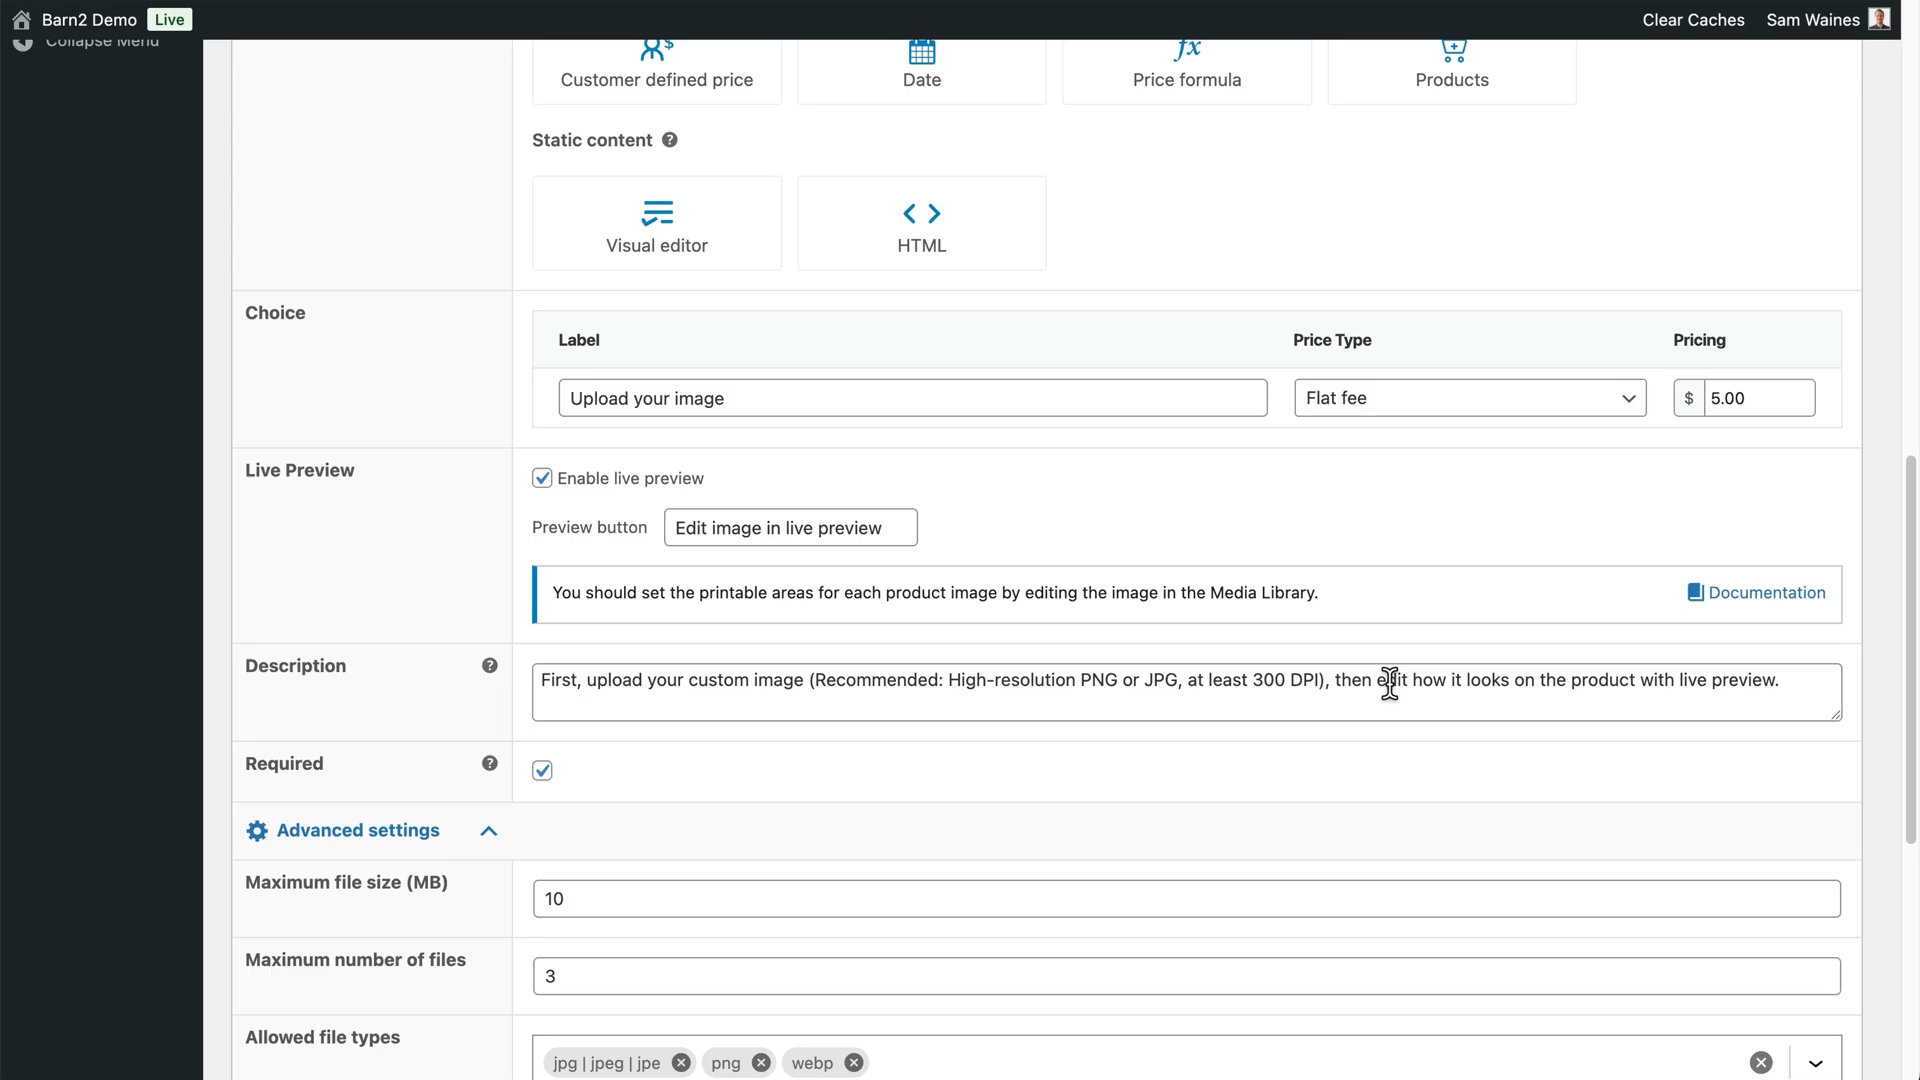 Barn2 Demo Live Clear Caches Sam Waines
Collapse Menu
Customer defined price Date Price formula Products
Static content
Visual editor HTML
Choice
Label Price Type Pricing
Upload your image Flat fee $ 5.00
Live Preview
Enable live preview
Preview button Edit image in live preview
You should set the printable areas for each product image by editing the image in the Media Library. Documentation
Description
First, upload your custom image (Recommended: High-resolution PNG or JPG, at least 300 DPI), then edit how it looks on the product with live preview.
Required
Advanced settings
Maximum file size (MB)
10
Maximum number of files
3
Allowed file types
jpg | jpeg | jpe png webp